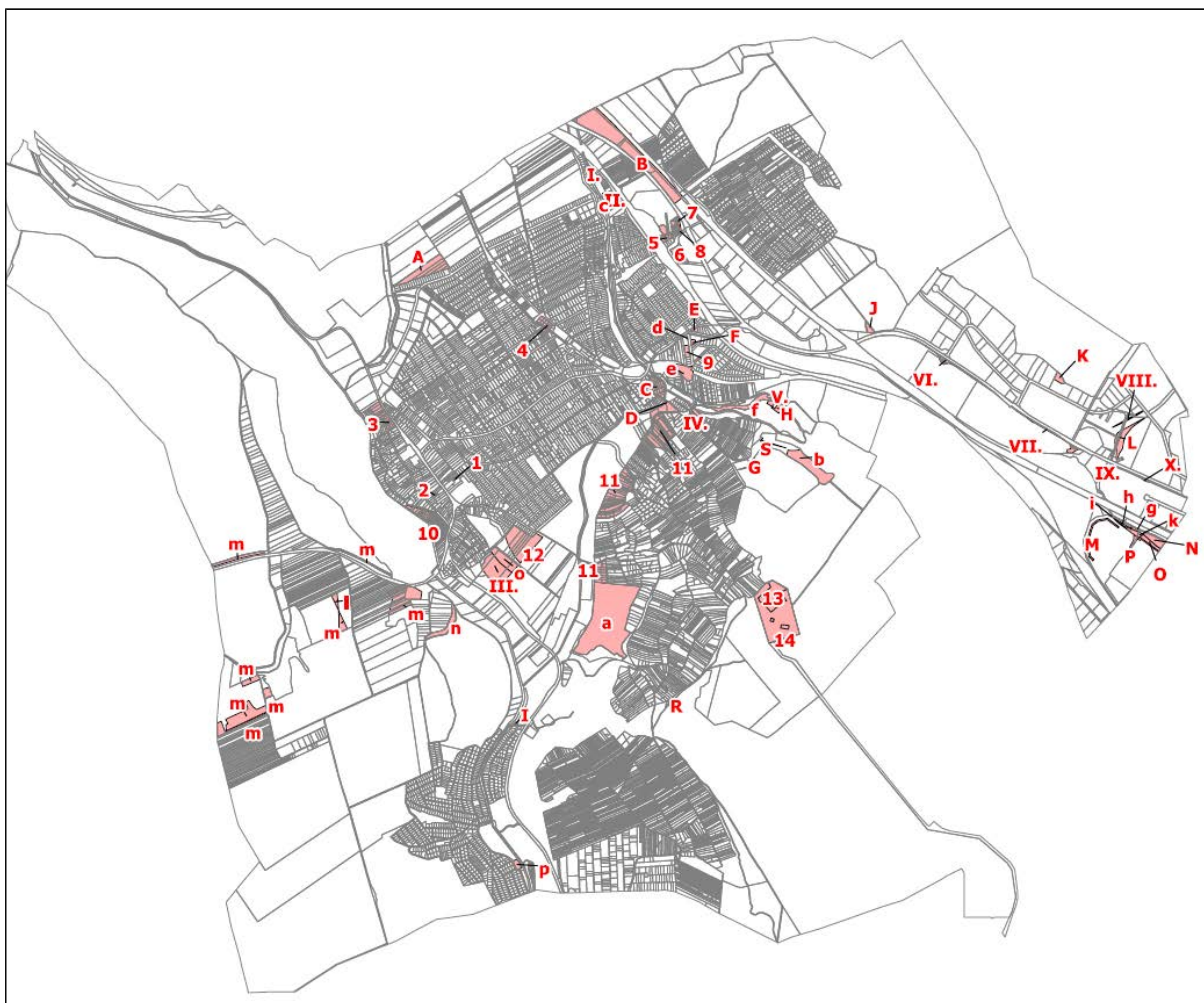 B
I.
II.
c
7
5
6
8
A
J
E
d
F
4
9
K
e
VI.
VIII.
C
V.
f
H
D
3
IV.
L
VII.
S
11
b
G
IX.
X.
1
2
11
h
g
i
k
10
M
P
N
O
m
m
12
o
III.
11
l
m
m
n
13
a
14
m
m
m
m
R
I
p